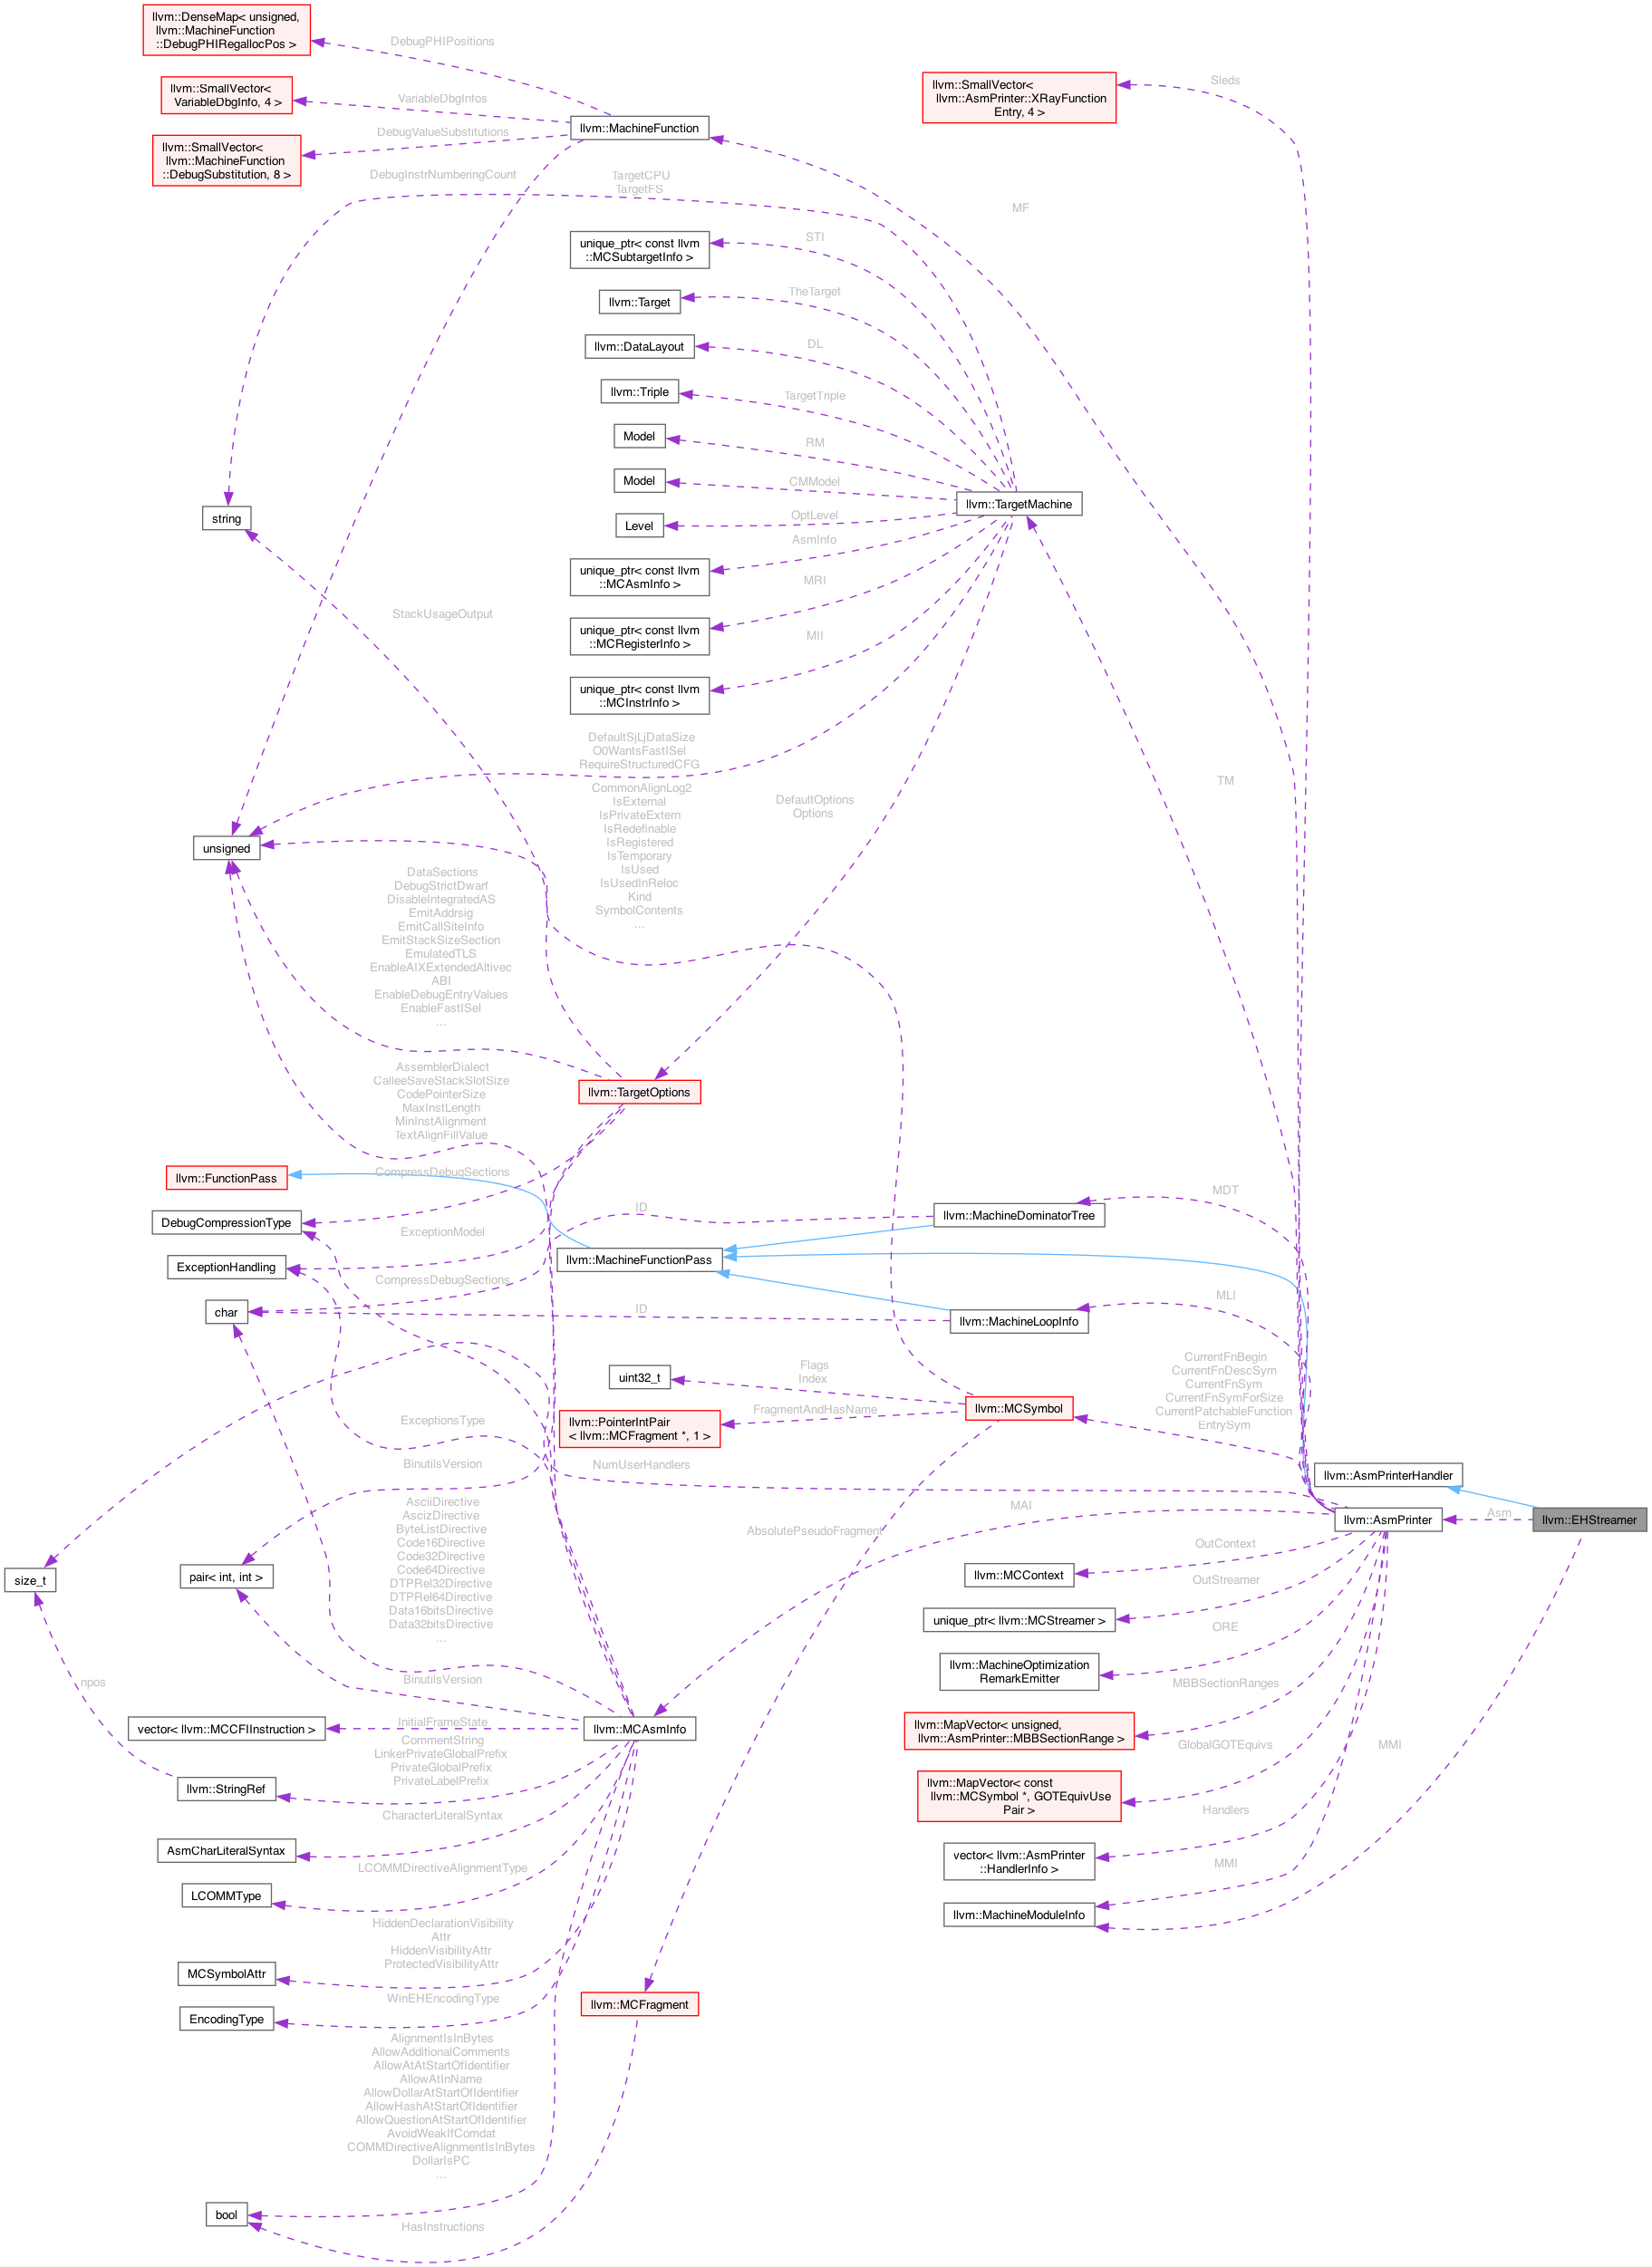 llvm::DenseMap< unsigned,
llvm::MachineFunction
::DebugPHIRegallocPos >
DebugPHIPositions
llvm::SmallVector<
VariableDbgInfo, 4 >
VariableDbgInfos
llvm::SmallVector<
llvm::AsmPrinter::XRayFunction
Entry, 4 >
Sleds
llvm::MachineFunction
llvm::SmallVector<
llvm::MachineFunction
::DebugSubstitution, 8 >
DebugValueSubstitutions
DebugInstrNumberingCount
TargetCPU
TargetFS
MF
unique_ptr< const llvm
::MCSubtargetInfo >
STI
llvm::Target
TheTarget
llvm::DataLayout
DL
llvm::Triple
TargetTriple
Model
RM
Model
CMModel
llvm::TargetMachine
string
Level
OptLevel
unique_ptr< const llvm
::MCAsmInfo >
AsmInfo
unique_ptr< const llvm
::MCRegisterInfo >
MRI
StackUsageOutput
unique_ptr< const llvm
::MCInstrInfo >
MII
DefaultSjLjDataSize
O0WantsFastISel
RequireStructuredCFG
TM
CommonAlignLog2
IsExternal
IsPrivateExtern
IsRedefinable
IsRegistered
IsTemporary
IsUsed
IsUsedInReloc
Kind
SymbolContents
...
DefaultOptions
Options
unsigned
DataSections
DebugStrictDwarf
DisableIntegratedAS
EmitAddrsig
EmitCallSiteInfo
EmitStackSizeSection
EmulatedTLS
EnableAIXExtendedAltivec
ABI
EnableDebugEntryValues
EnableFastISel
...
AssemblerDialect
CalleeSaveStackSlotSize
CodePointerSize
MaxInstLength
MinInstAlignment
TextAlignFillValue
llvm::TargetOptions
llvm::FunctionPass
CompressDebugSections
DebugCompressionType
ExceptionModel
ID
llvm::MachineDominatorTree
MDT
ExceptionHandling
llvm::MachineFunctionPass
CompressDebugSections
char
ID
llvm::MachineLoopInfo
MLI
uint32_t
Flags
Index
llvm::MCSymbol
CurrentFnBegin
CurrentFnDescSym
CurrentFnSym
CurrentFnSymForSize
CurrentPatchableFunction
EntrySym
llvm::PointerIntPair
< llvm::MCFragment *, 1 >
FragmentAndHasName
ExceptionsType
BinutilsVersion
NumUserHandlers
llvm::AsmPrinterHandler
AsciiDirective
AscizDirective
ByteListDirective
Code16Directive
Code32Directive
Code64Directive
DTPRel32Directive
DTPRel64Directive
Data16bitsDirective
Data32bitsDirective
...
MAI
AbsolutePseudoFragment
llvm::AsmPrinter
Asm
llvm::EHStreamer
size_t
pair< int, int >
llvm::MCContext
OutContext
unique_ptr< llvm::MCStreamer >
OutStreamer
llvm::MachineOptimization
RemarkEmitter
ORE
npos
BinutilsVersion
MBBSectionRanges
vector< llvm::MCCFIInstruction >
InitialFrameState
llvm::MCAsmInfo
llvm::MapVector< unsigned,
llvm::AsmPrinter::MBBSectionRange >
GlobalGOTEquivs
MMI
CommentString
LinkerPrivateGlobalPrefix
PrivateGlobalPrefix
PrivateLabelPrefix
llvm::StringRef
llvm::MapVector< const
llvm::MCSymbol *, GOTEquivUse
Pair >
Handlers
CharacterLiteralSyntax
AsmCharLiteralSyntax
vector< llvm::AsmPrinter
::HandlerInfo >
MMI
LCOMMDirectiveAlignmentType
LCOMMType
llvm::MachineModuleInfo
HiddenDeclarationVisibility
Attr
HiddenVisibilityAttr
ProtectedVisibilityAttr
MCSymbolAttr
WinEHEncodingType
EncodingType
llvm::MCFragment
AlignmentIsInBytes
AllowAdditionalComments
AllowAtAtStartOfIdentifier
AllowAtInName
AllowDollarAtStartOfIdentifier
AllowHashAtStartOfIdentifier
AllowQuestionAtStartOfIdentifier
AvoidWeakIfComdat
COMMDirectiveAlignmentIsInBytes
DollarIsPC
...
bool
HasInstructions